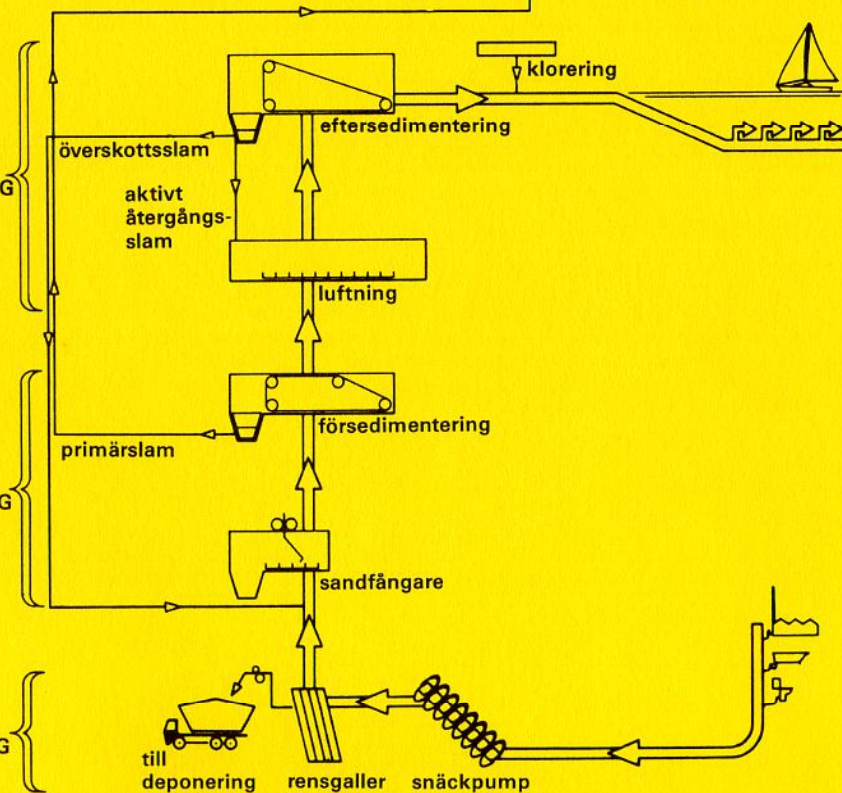 klorering
eftersedimentering
överskottsslam
G
aktivt
återgångs-
slam
luftning
försedimentering
primärslam
G
sandfångare
G
till
deponering
rensgaller
snäckpump